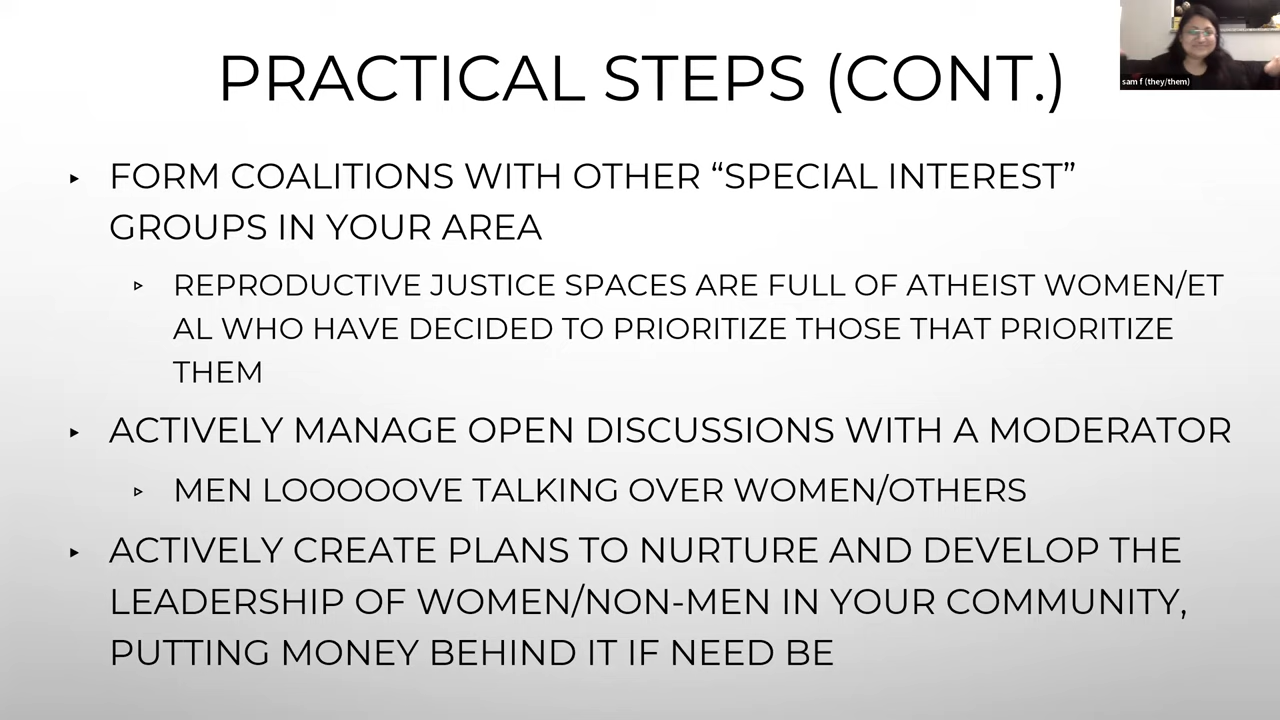 PRACTICAL STEPS (CONT.)
sam f (they/them)
▸ FORM COALITIONS WITH OTHER “SPECIAL INTEREST”
GROUPS IN YOUR AREA
▹ REPRODUCTIVE JUSTICE SPACES ARE FULL OF ATHEIST WOMEN/ET
AL WHO HAVE DECIDED TO PRIORITIZE THOSE THAT PRIORITIZE
THEM
▸ ACTIVELY MANAGE OPEN DISCUSSIONS WITH A MODERATOR
▹ MEN LOOOOOVE TALKING OVER WOMEN/OTHERS
▸ ACTIVELY CREATE PLANS TO NURTURE AND DEVELOP THE
LEADERSHIP OF WOMEN/NON-MEN IN YOUR COMMUNITY,
PUTTING MONEY BEHIND IT IF NEED BE